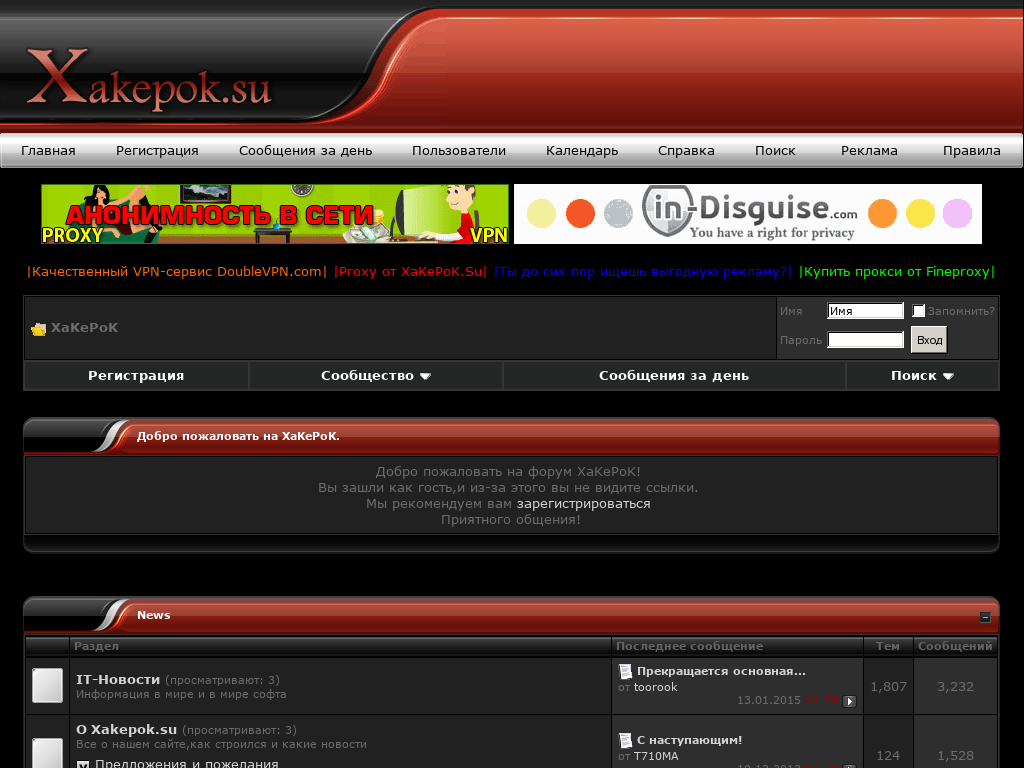 Xakepok.su
Главная Регистрация Сообщения за день Пользователи Календарь Справка Поиск Реклама Правила
АНОНИМНОСТЬ В СЕТИ
PROXY VPN
in-Disguise.com
You have a right for privacy
|Качественный VPN-сервис DoubleVPN.com| |Proxy от XaKePoK.Su| |Ты до сих пор ищешь выгодную рекламу?| |Купить прокси от Fineproxy|
XaKePoK
Имя Имя Запомнить?
Пароль Вход
Регистрация Сообщество Сообщения за день Поиск
Добро пожаловать на XaKePoK.
Добро пожаловать на форум XaKePoK!
Вы зашли как гость,и из-за этого вы не видите ссылки.
Мы рекомендуем вам зарегистрироваться
Приятного общения!
News
Раздел Последнее сообщение Тем Сообщений
IT-Новости (просматривают: 3)
Информация в мире и в мире софта
Прекращается основная...
от toorook
13.01.2015
1,807 3,232
О Xakepok.su (просматривают: 3)
Все о нашем сайте,как строился и какие новости
Предложения и пожелания
С наступающим!
от T710MA
124 1,528